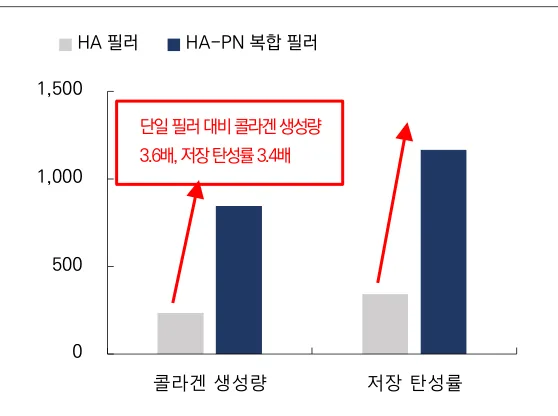 HA 필러 HA-PN 복합 필러
1,500
단일 필러 대비 콜라겐 생성량
3.6배, 저장 탄성률 3.4배
1,000
500
0
콜라겐 생성량 저장 탄성률